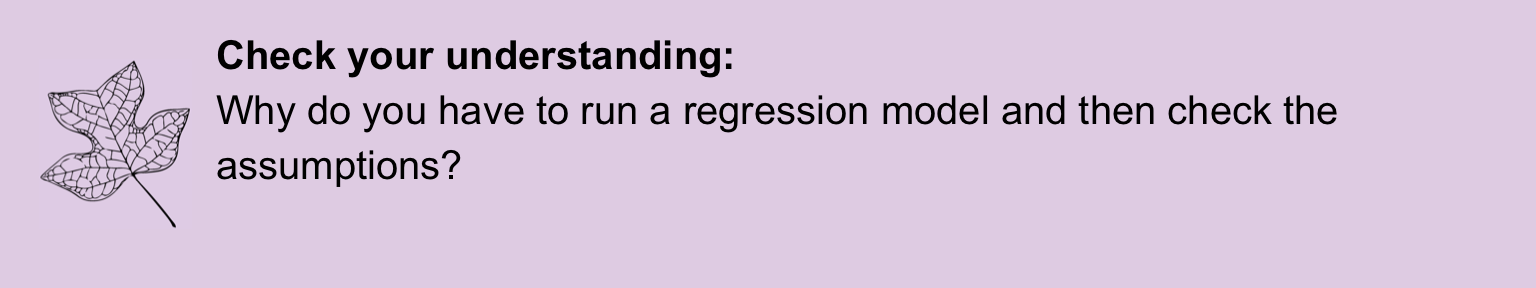 Check your understanding:
Why do you have to run a regression model and then check the
assumptions?